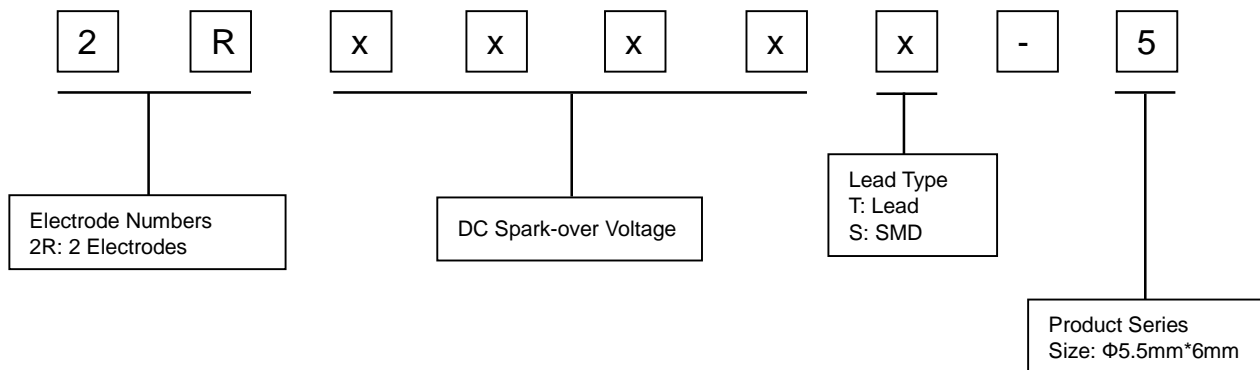 2 R x x x x x - 5
Electrode Numbers
2R: 2 Electrodes
DC Spark-over Voltage
Lead Type
T: Lead
S: SMD
Product Series
Size: Φ5.5mm*6mm